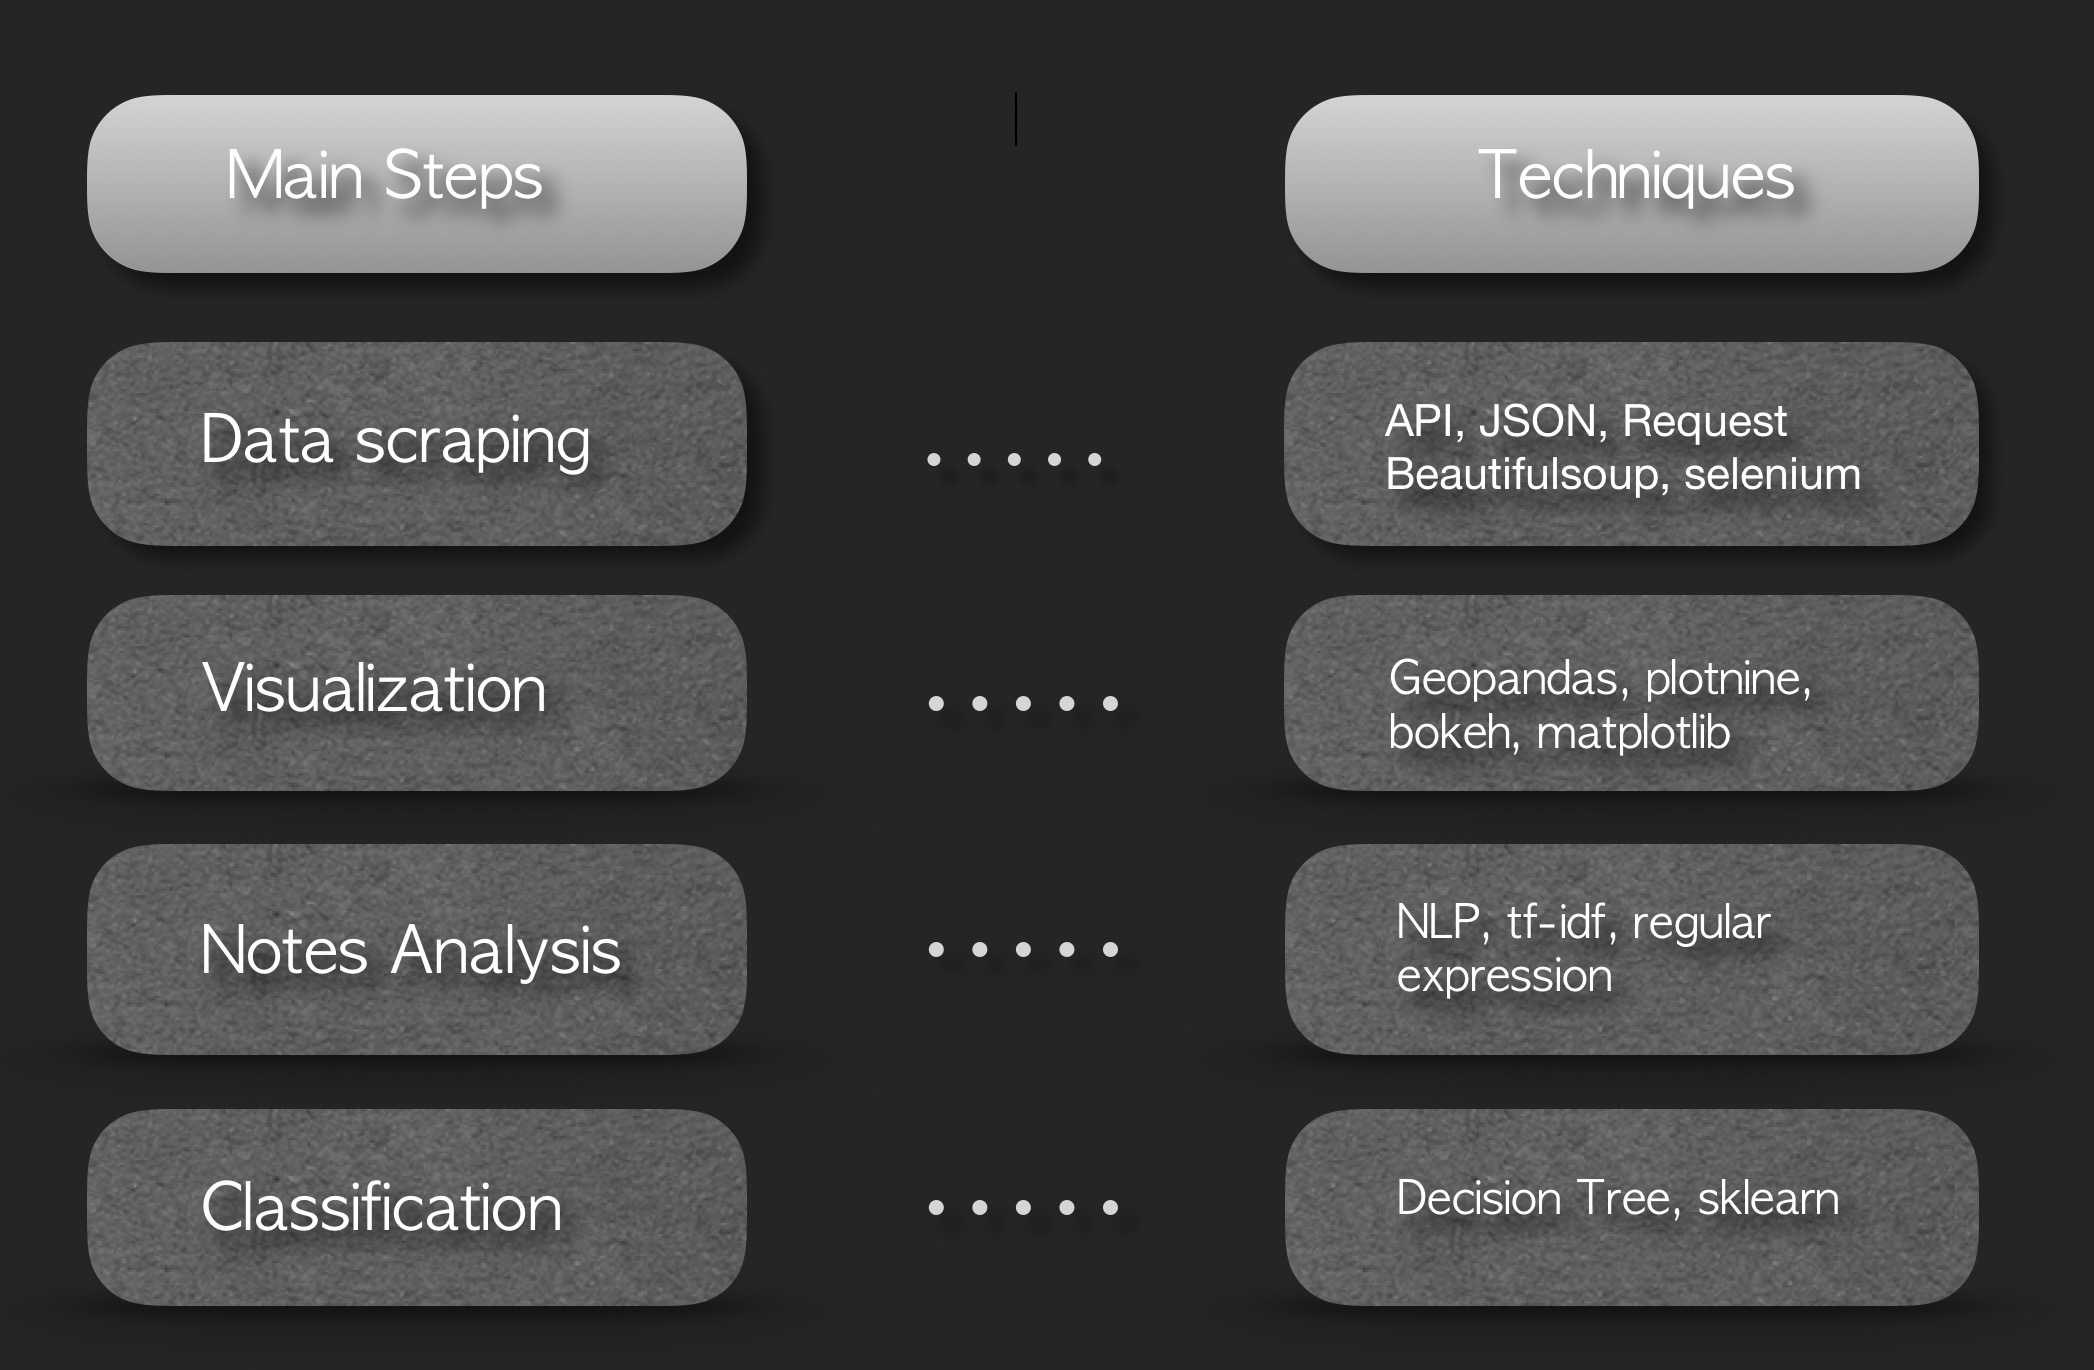 Main Steps
Techniques
Data scraping
API, JSON, Request
Beautifulsoup, selenium
Visualization
Geopandas, plotnine,
bokeh, matplotlib
Notes Analysis
NLP, tf-idf, regular
expression
Classification
Decision Tree, sklearn